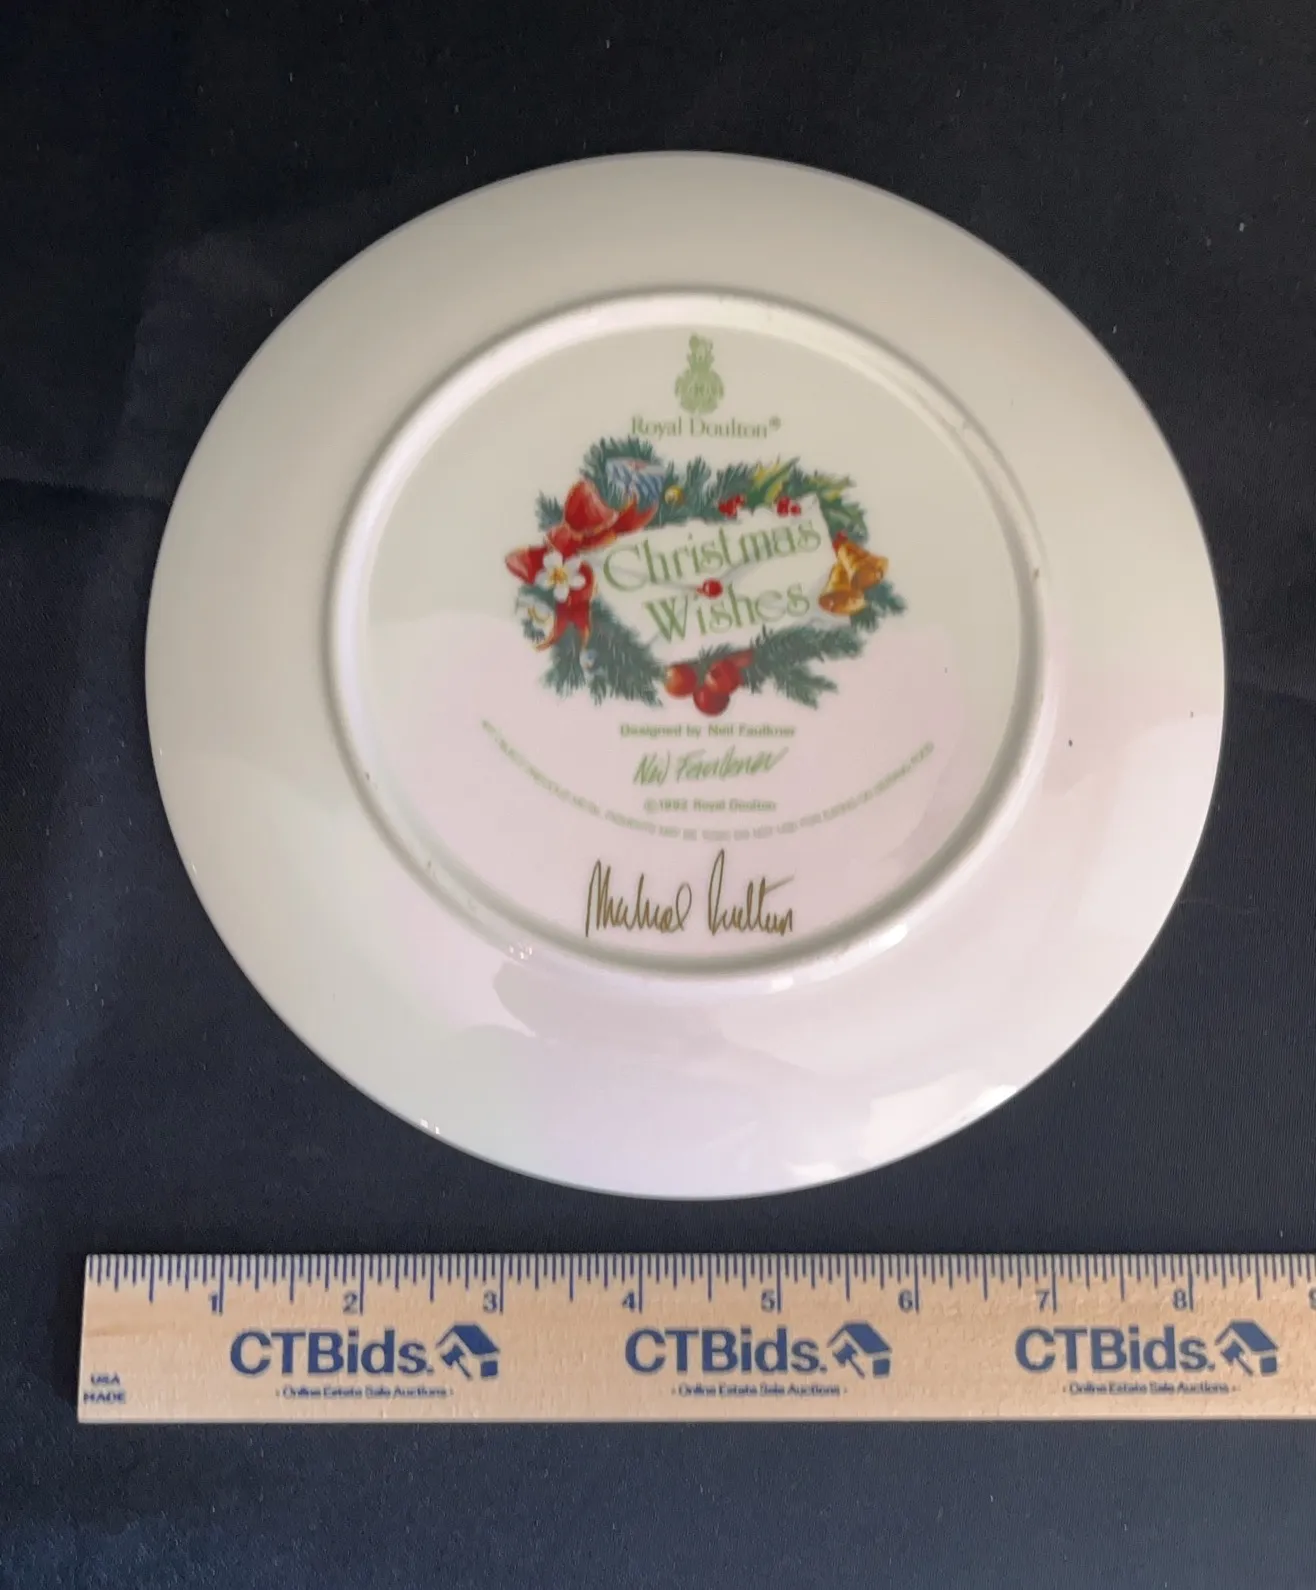 Royal Doulton®
Christmas
Wishes
Designed by Neil Faulkner
Neil Faulkner
©1992 Royal Doulton
Michael Doulton
1 2 3 4 5 6 7 8 9
CTBids. CTBids. CTBids.
- Online Estate Sale Auctions - - Online Estate Sale Auctions - - Online Estate Sale Auctions -
USA
MADE